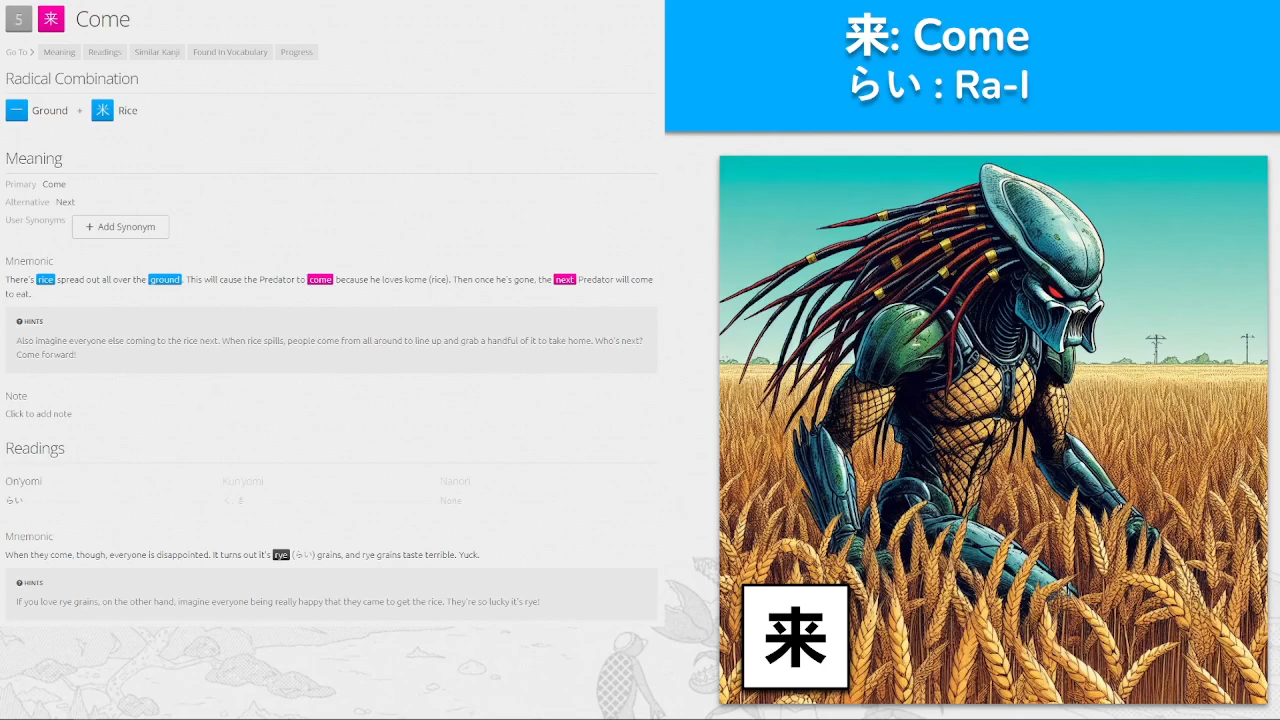 5 来 Come
Go To Meaning Readings Similar Kanji Found In Vocabulary Progress
Radical Combination
一 Ground + 米 Rice
Meaning
Primary Come
Alternative Next
User Synonyms + Add Synonym
Mnemonic
There's rice spread out all over the ground. This will cause the Predator to come because he loves kome (rice). Then once he's gone, the next Predator will come
to eat.
HINTS
Also imagine everyone else coming to the rice next. When rice spills, people come from all around to line up and grab a handful of it to take home. Who's next?
Come forward!
Note
Click to add note
Readings
On'yomi Kun'yomi Nanori
らい く、き None
Mnemonic
When they come, though, everyone is disappointed. It turns out it's rye (らい) grains, and rye grains taste terrible. Yuck.
HINTS
If you love rye grains, on the other hand, imagine everyone being really happy that they came to get the rice. They're so lucky it's rye!
来: Come
らい : Ra-I
来